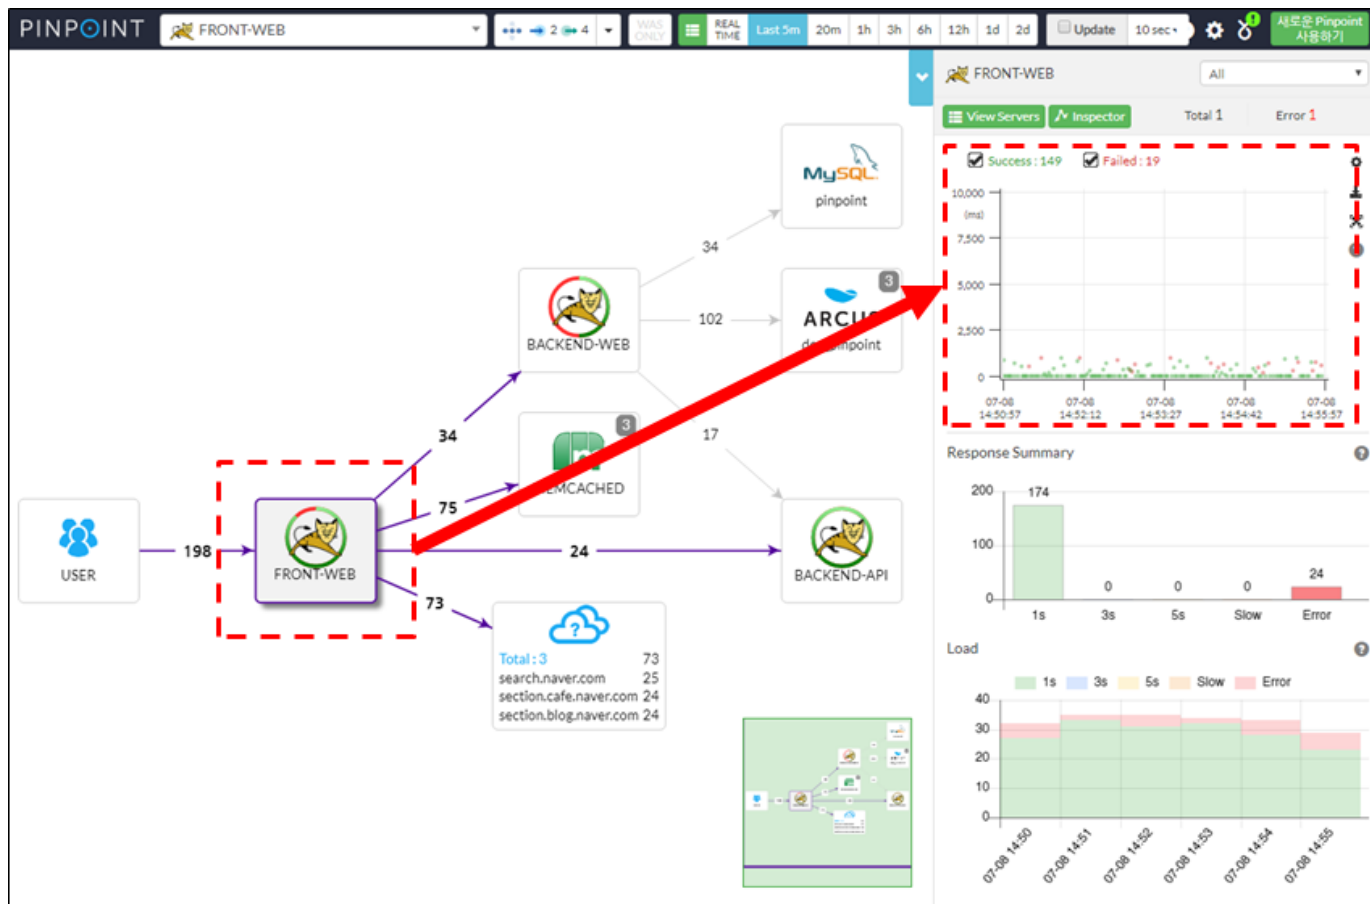 PINPOINT
FRONT-WEB
2
4
WAS ONLY
REAL TIME
Last 5m
20m
1h
3h
6h
12h
1d
2d
Update
10 sec
새로운 Pinpoint
사용하기
MySQL
pinpoint
34
BACKEND-WEB
102
3
ARCUS
17
34
3
75
USER
198
FRONT-WEB
24
BACKEND-API
73
Total : 3 73
search.naver.com 25
section.cafe.naver.com 24
section.blog.naver.com 24
FRONT-WEB
All
View Servers
Inspector
Total 1
Error 1
Success : 149
Failed : 19
10,000
(ms)
7,500
5,000
2,500
0
07-08 14:50:57
07-08 14:52:12
07-08 14:53:27
07-08 14:54:42
07-08 14:55:57
Response Summary
200
174
100
0
0
0
24
0
1s
3s
5s
Slow
Error
Load
1s
3s
5s
Slow
Error
40
30
20
10
0
07-08 14:50
07-08 14:51
07-08 14:52
07-08 14:53
07-08 14:54
07-08 14:55